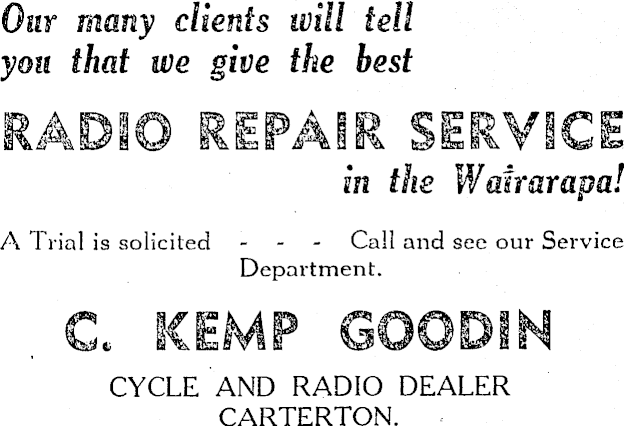 Our many clients will tell
you that we give the best
RADIO REPAIR SERVICE
in the Wairarapa!
A Trial is solicited - - - Call and see our Service
Department.
C. KEMP GOODIN
CYCLE AND RADIO DEALER
CARTERTON.